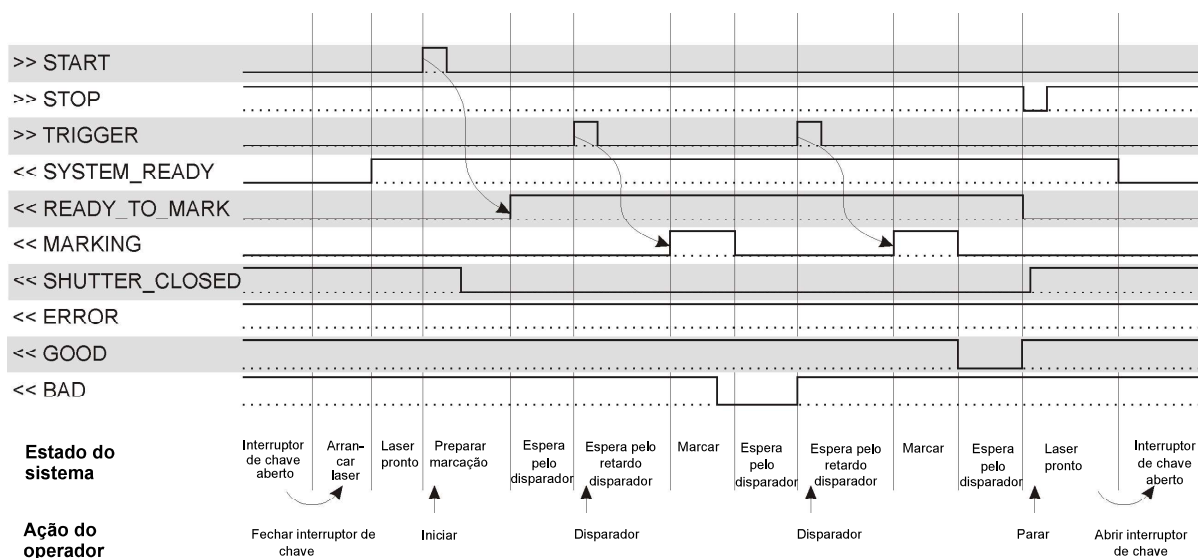 >> START
>> STOP
>> TRIGGER
<< SYSTEM_READY
<< READY_TO_MARK
<< MARKING
<< SHUTTER_CLOSED
<< ERROR
<< GOOD
<< BAD
Estado do
sistema
Interruptor
de chave
aberto
Arran-
car
laser
Laser
pronto
Preparar
marcação
Espera
pelo
disparador
Espera pelo
retardo
disparador
Marcar
Espera
pelo
disparador
Espera pelo
retardo
disparador
Marcar
Espera
pelo
disparador
Laser
pronto
Interruptor
de chave
aberto
Ação do
operador
Fechar interruptor de
chave
Iniciar
Disparador
Disparador
Parar
Abrir interruptor
de chave